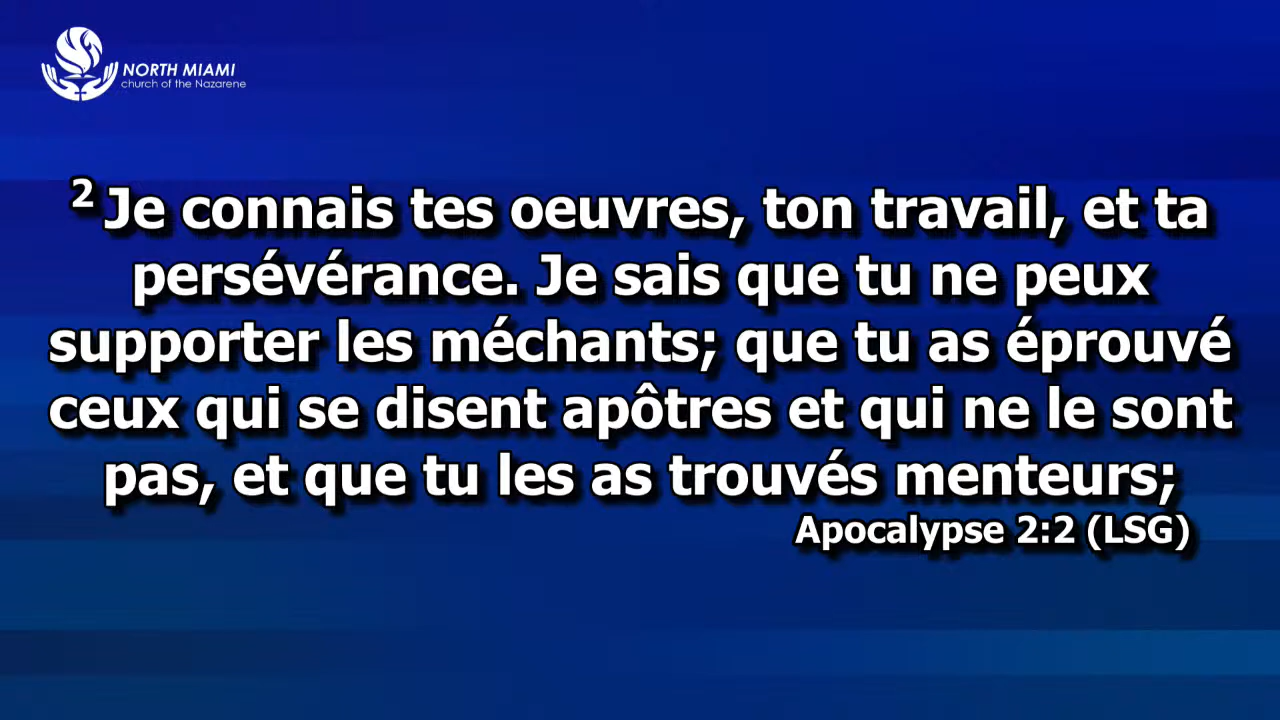 NORTH MIAMI
church of the Nazarene
2 Je connais tes oeuvres, ton travail, et ta
persévérance. Je sais que tu ne peux
supporter les méchants; que tu as éprouvé
ceux qui se disent apôtres et qui ne le sont
pas, et que tu les as trouvés menteurs;
Apocalypse 2:2 (LSG)